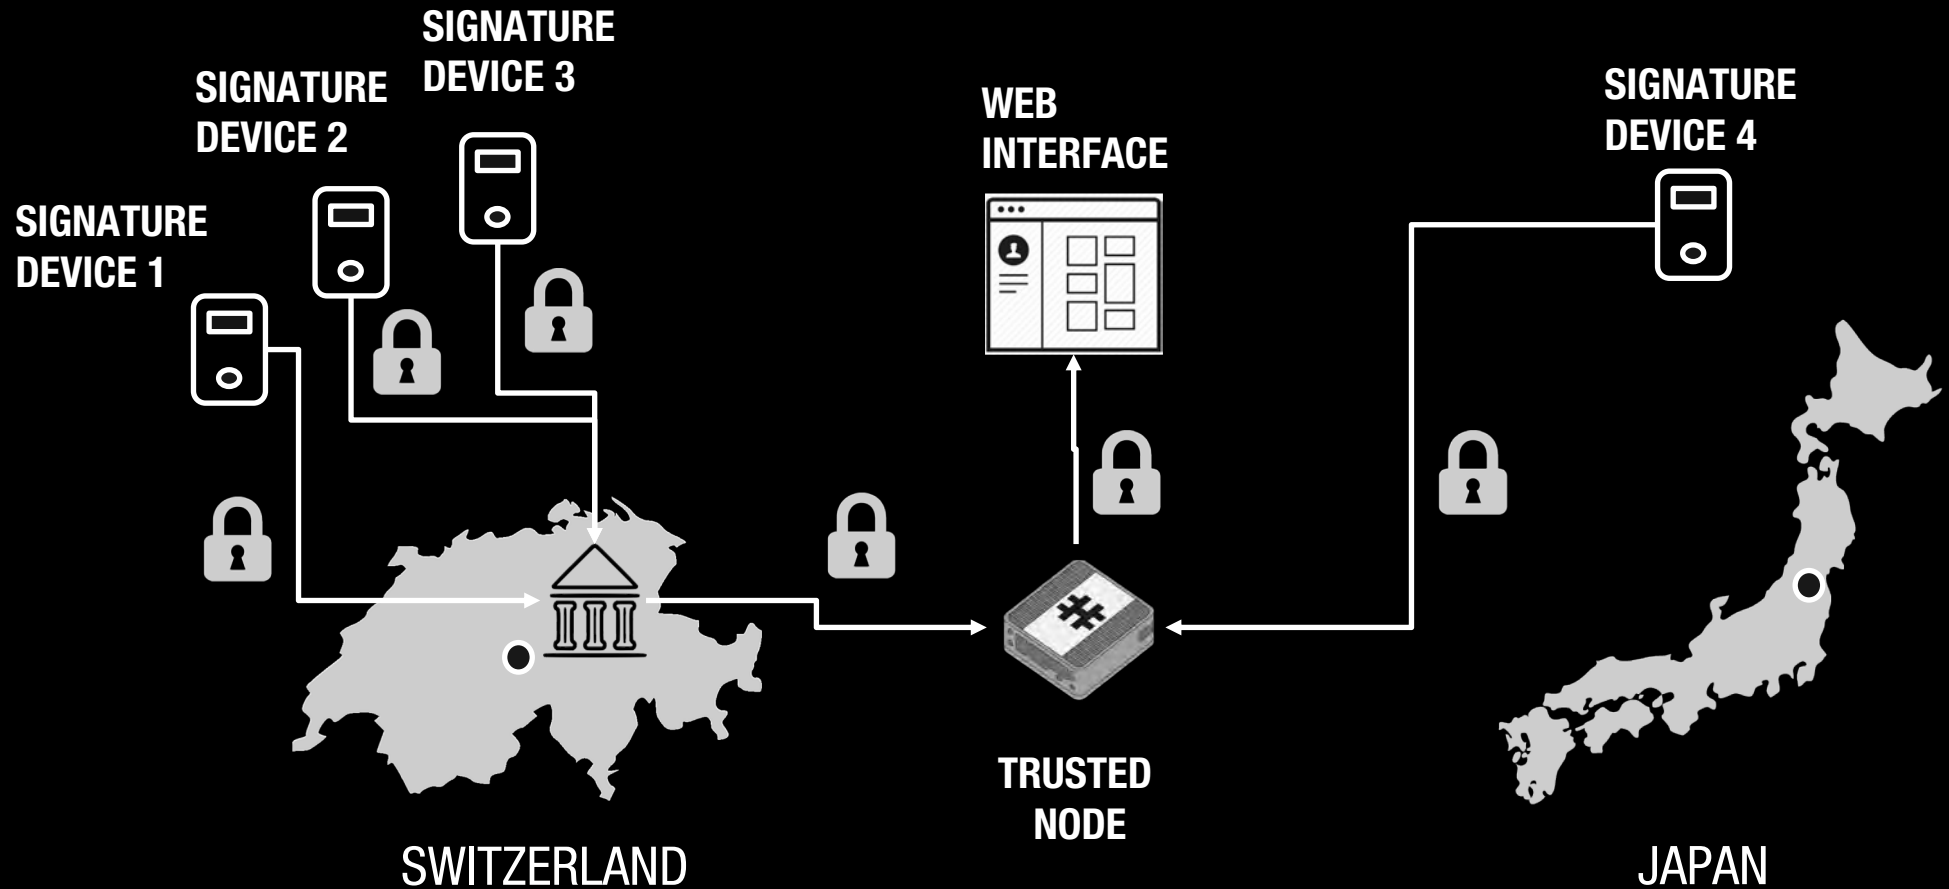 SIGNATURE
DEVICE 3
SIGNATURE
DEVICE 2
SIGNATURE
DEVICE 1
WEB
INTERFACE
SIGNATURE
DEVICE 4
TRUSTED
NODE
SWITZERLAND
JAPAN